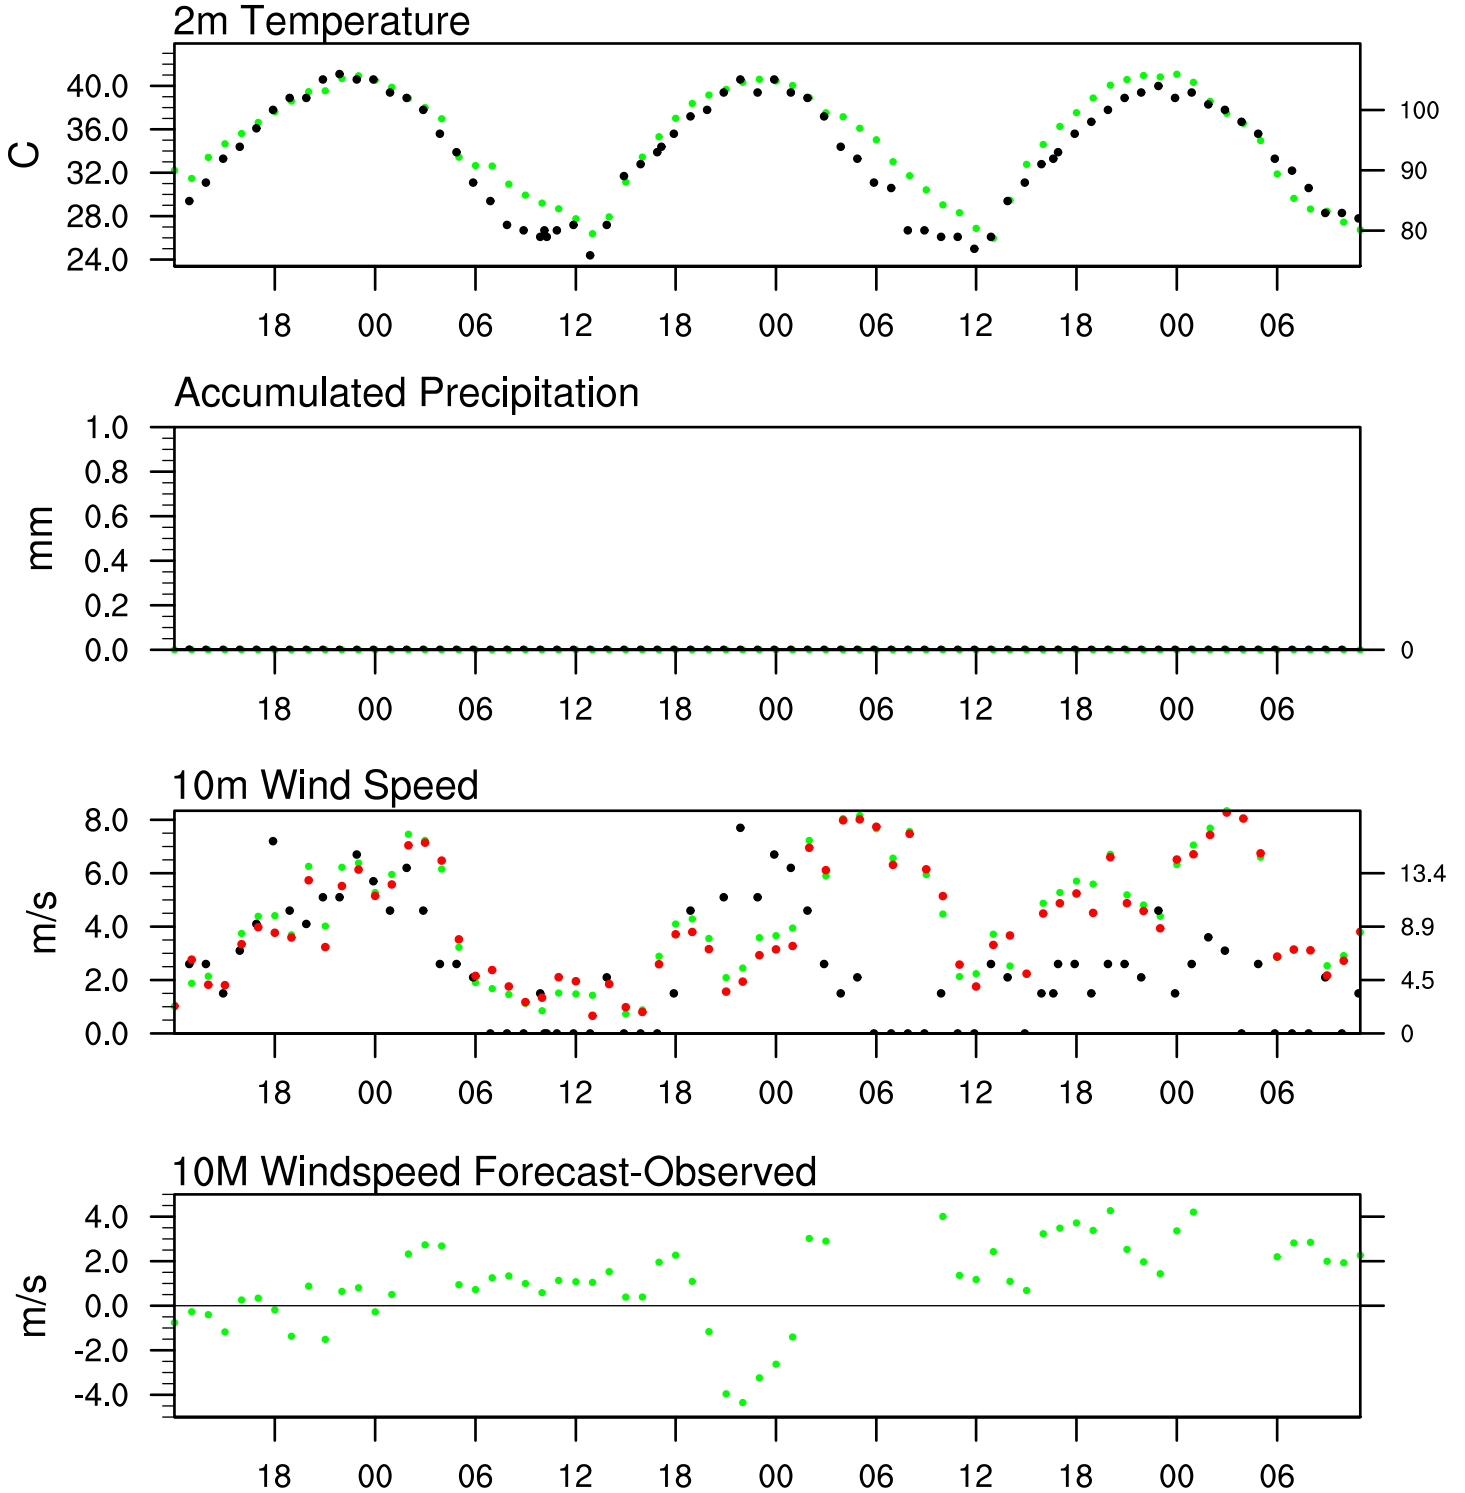 2m Temperature
40.0
36.0
32.0
28.0
24.0
C
100
90
80
18 00 06 12 18 00 06 12 18 00 06
Accumulated Precipitation
1.0
0.8
0.6
0.4
0.2
0.0
mm
0
18 00 06 12 18 00 06 12 18 00 06
10m Wind Speed
8.0
6.0
4.0
2.0
0.0
m/s
13.4
8.9
4.5
0
18 00 06 12 18 00 06 12 18 00 06
10M Windspeed Forecast-Observed
4.0
2.0
0.0
-2.0
-4.0
m/s
18 00 06 12 18 00 06 12 18 00 06